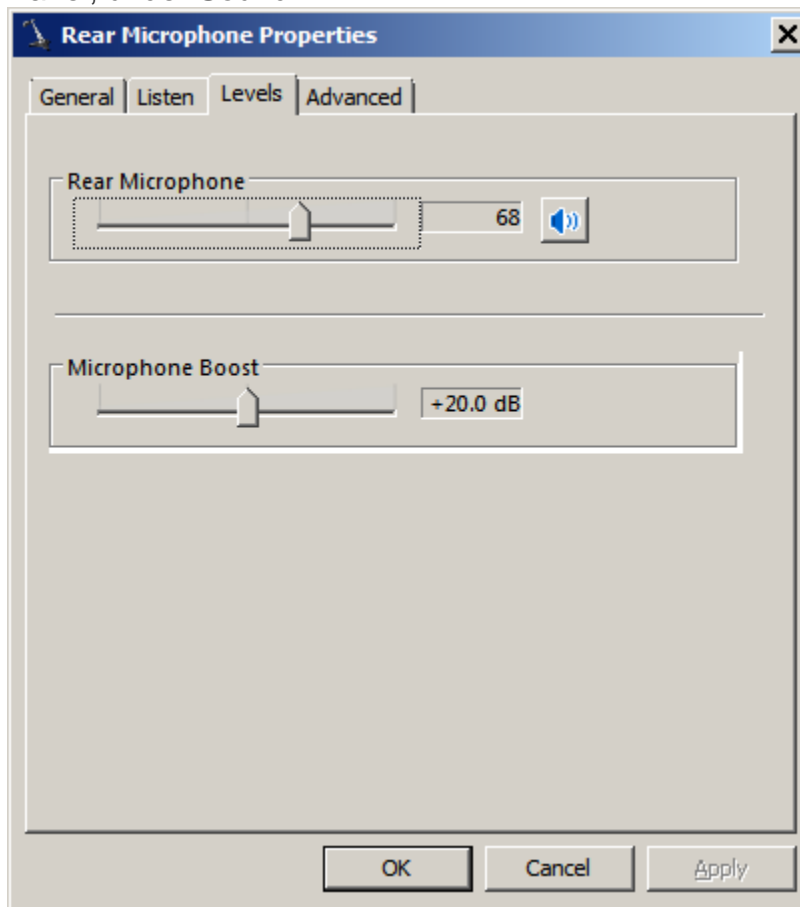 Rear Microphone Properties
General Listen Levels Advanced
Rear Microphone
68
Microphone Boost
+20.0 dB
OK Cancel Apply